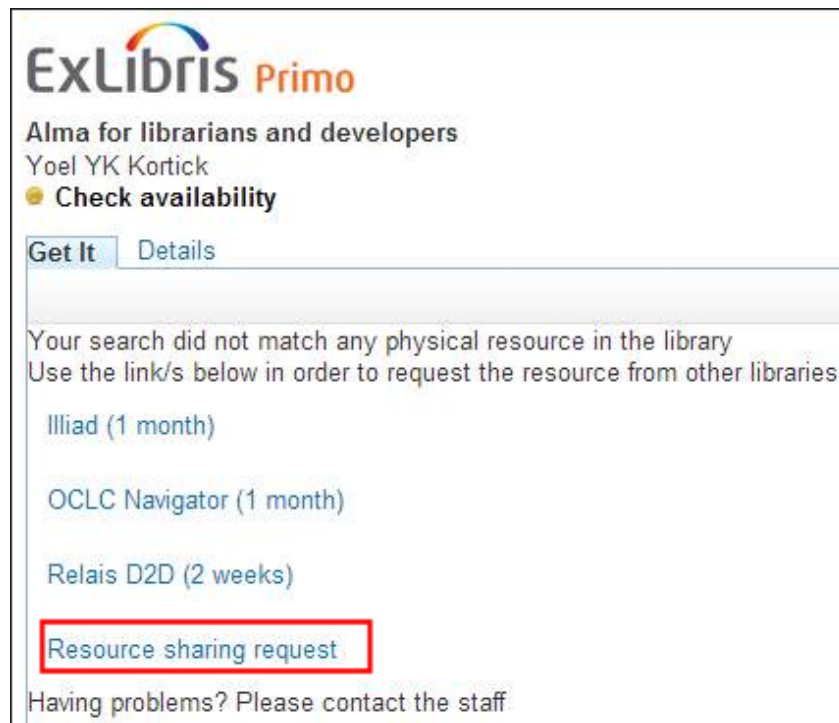 ExLibris Primo
Alma for librarians and developers
Yoel YK Kortick
Check availability
Get It Details
Your search did not match any physical resource in the library
Use the link/s below in order to request the resource from other libraries
Illiad (1 month)
OCLC Navigator (1 month)
Relais D2D (2 weeks)
Resource sharing request
Having problems? Please contact the staff